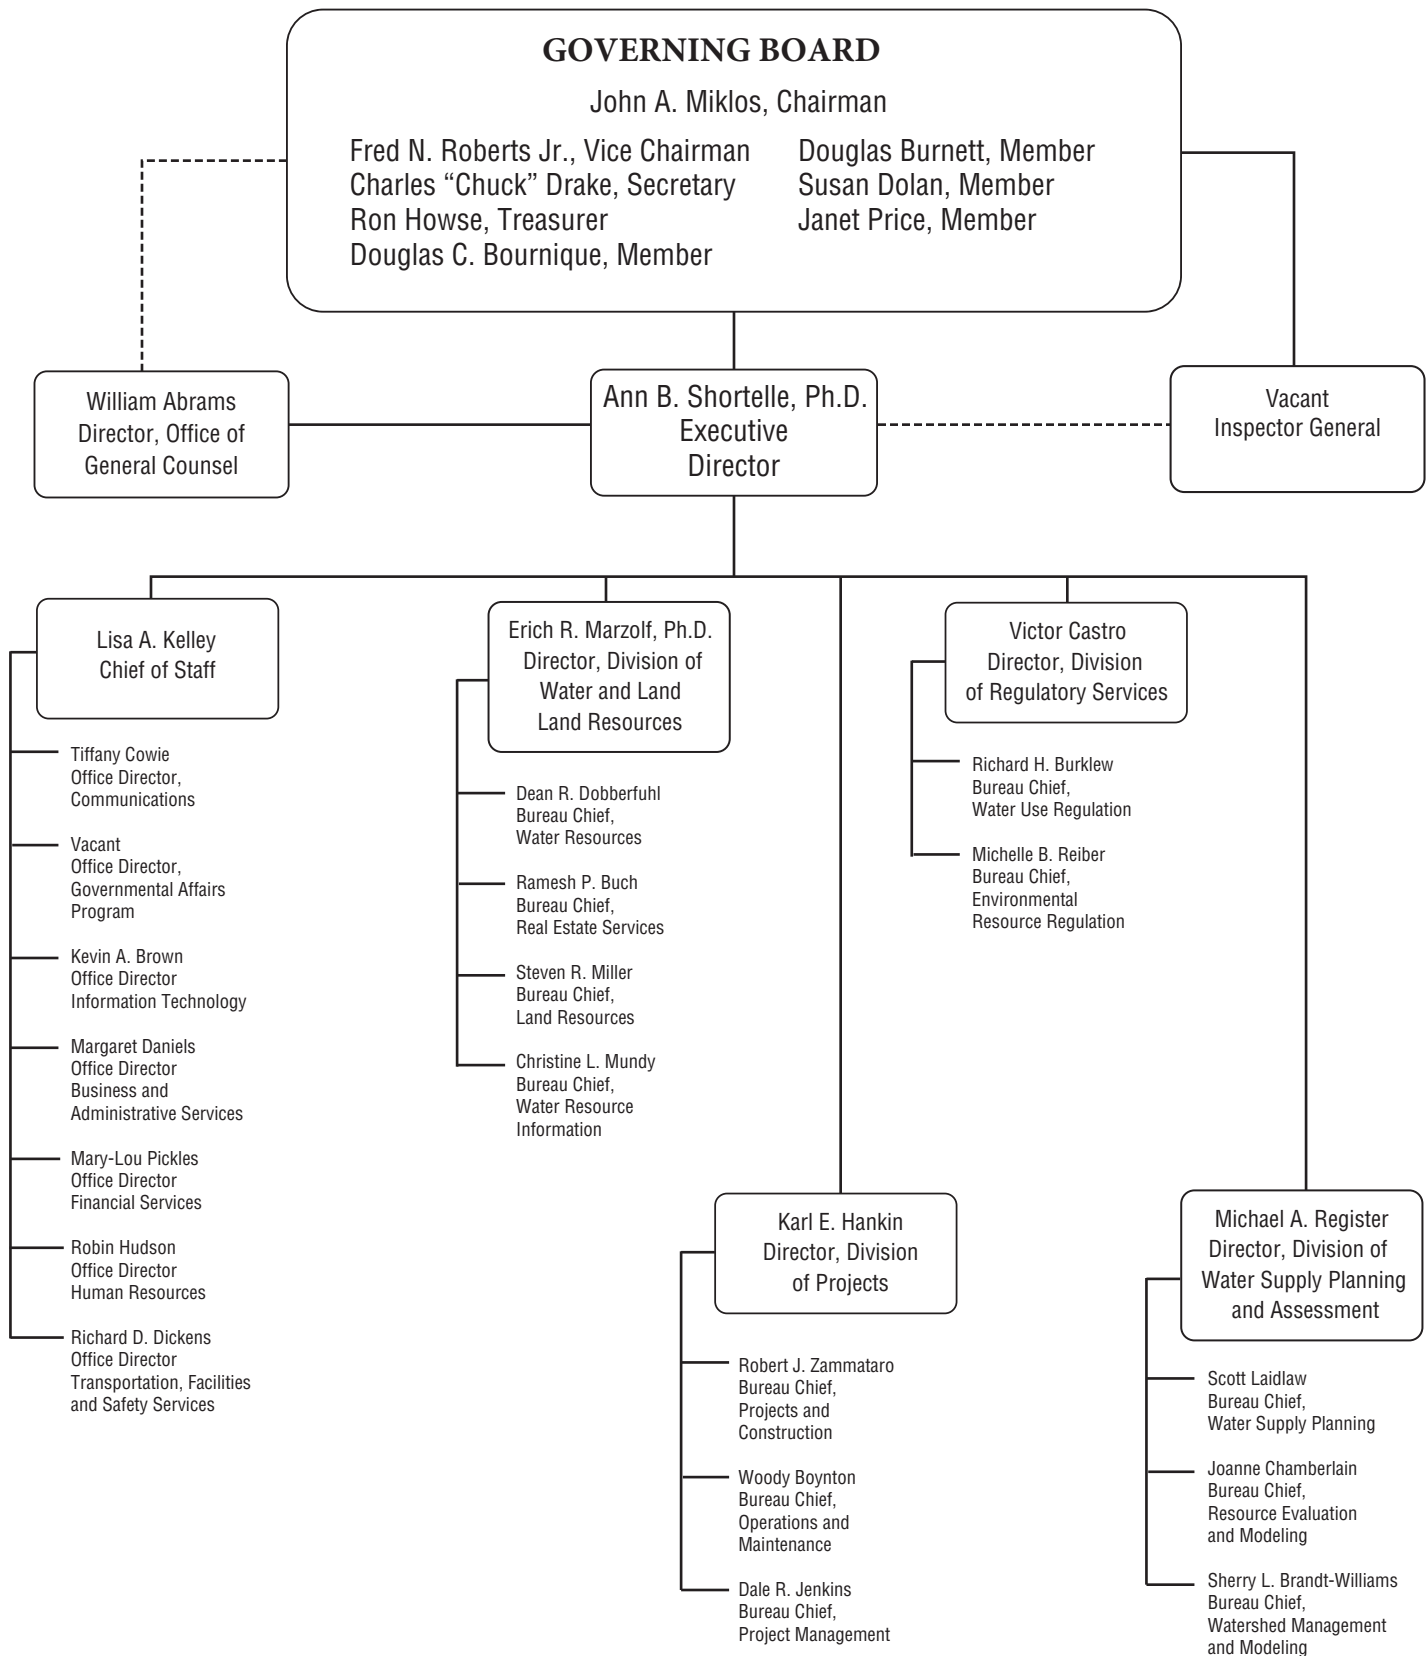 GOVERNING BOARD
John A. Miklos, Chairman
Fred N. Roberts Jr., Vice Chairman
Charles “Chuck” Drake, Secretary
Ron Howse, Treasurer
Douglas C. Bournique, Member
Douglas Burnett, Member
Susan Dolan, Member
Janet Price, Member
William Abrams
Director, Office of
General Counsel
Ann B. Shortelle, Ph.D.
Executive
Director
Vacant
Inspector General
Lisa A. Kelley
Chief of Staff
Tiffany Cowie
Office Director,
Communications
Vacant
Office Director,
Governmental Affairs
Program
Kevin A. Brown
Office Director
Information Technology
Margaret Daniels
Office Director
Business and
Administrative Services
Mary-Lou Pickles
Office Director
Financial Services
Robin Hudson
Office Director
Human Resources
Richard D. Dickens
Office Director
Transportation, Facilities
and Safety Services
Erich R. Marzolf, Ph.D.
Director, Division of
Water and Land
Land Resources
Dean R. Dobberfuhl
Bureau Chief,
Water Resources
Ramesh P. Buch
Bureau Chief,
Real Estate Services
Steven R. Miller
Bureau Chief,
Land Resources
Christine L. Mundy
Bureau Chief,
Water Resource
Information
Karl E. Hankin
Director, Division
of Projects
Robert J. Zammataro
Bureau Chief,
Projects and
Construction
Woody Boynton
Bureau Chief,
Operations and
Maintenance
Dale R. Jenkins
Bureau Chief,
Project Management
Victor Castro
Director, Division
of Regulatory Services
Richard H. Burklew
Bureau Chief,
Water Use Regulation
Michelle B. Reiber
Bureau Chief,
Environmental
Resource Regulation
Michael A. Register
Director, Division of
Water Supply Planning
and Assessment
Scott Laidlaw
Bureau Chief,
Water Supply Planning
Joanne Chamberlain
Bureau Chief,
Resource Evaluation
and Modeling
Sherry L. Brandt-Williams
Bureau Chief,
Watershed Management
and Modeling